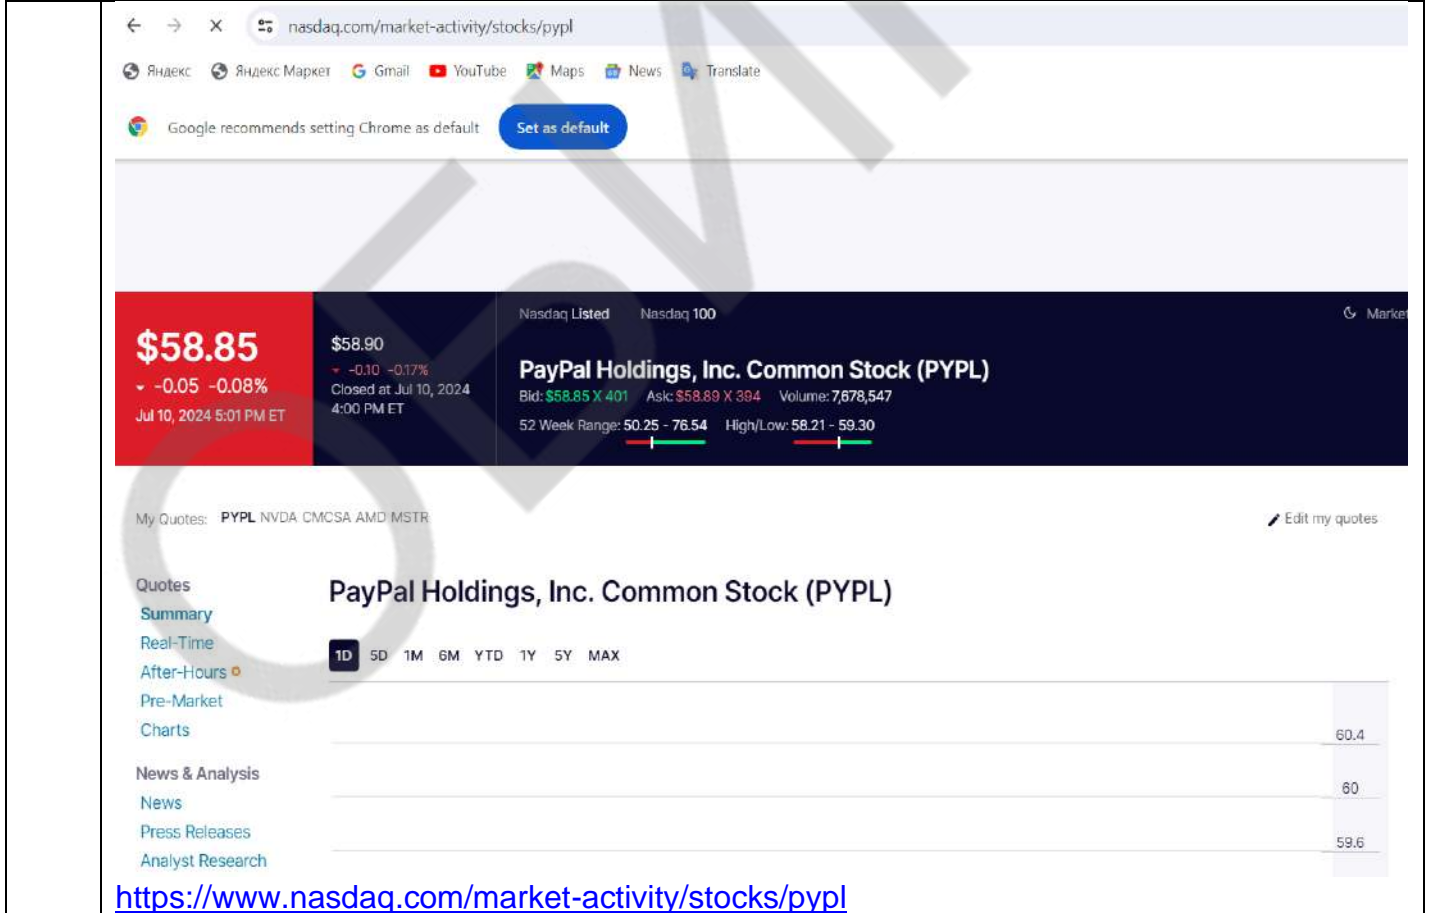 nasdaq.com/market-activity/stocks/pypl
Яндекс Яндекс Маркет Gmail YouTube Maps News Translate
Google recommends setting Chrome as default Set as default
Nasdaq Listed Nasdaq 100 Market
$58.85
-0.05 -0.08%
Jul 10, 2024 5:01 PM ET
$58.90
-0.10 -0.17%
Closed at Jul 10, 2024
4:00 PM ET
PayPal Holdings, Inc. Common Stock (PYPL)
Bid: $58.85 X 401 Ask: $58.89 X 394 Volume: 7,678,547
52 Week Range: 50.25 - 76.54 High/Low: 58.21 - 59.30
My Quotes: PYPL NVDA CMCSA AMD MSTR
Edit my quotes
Quotes
Summary
Real-Time
After-Hours
Pre-Market
Charts
News & Analysis
News
Press Releases
Analyst Research
PayPal Holdings, Inc. Common Stock (PYPL)
1D 5D 1M 6M YTD 1Y 5Y MAX
60.4
60
59.6
https://www.nasdaq.com/market-activity/stocks/pypl